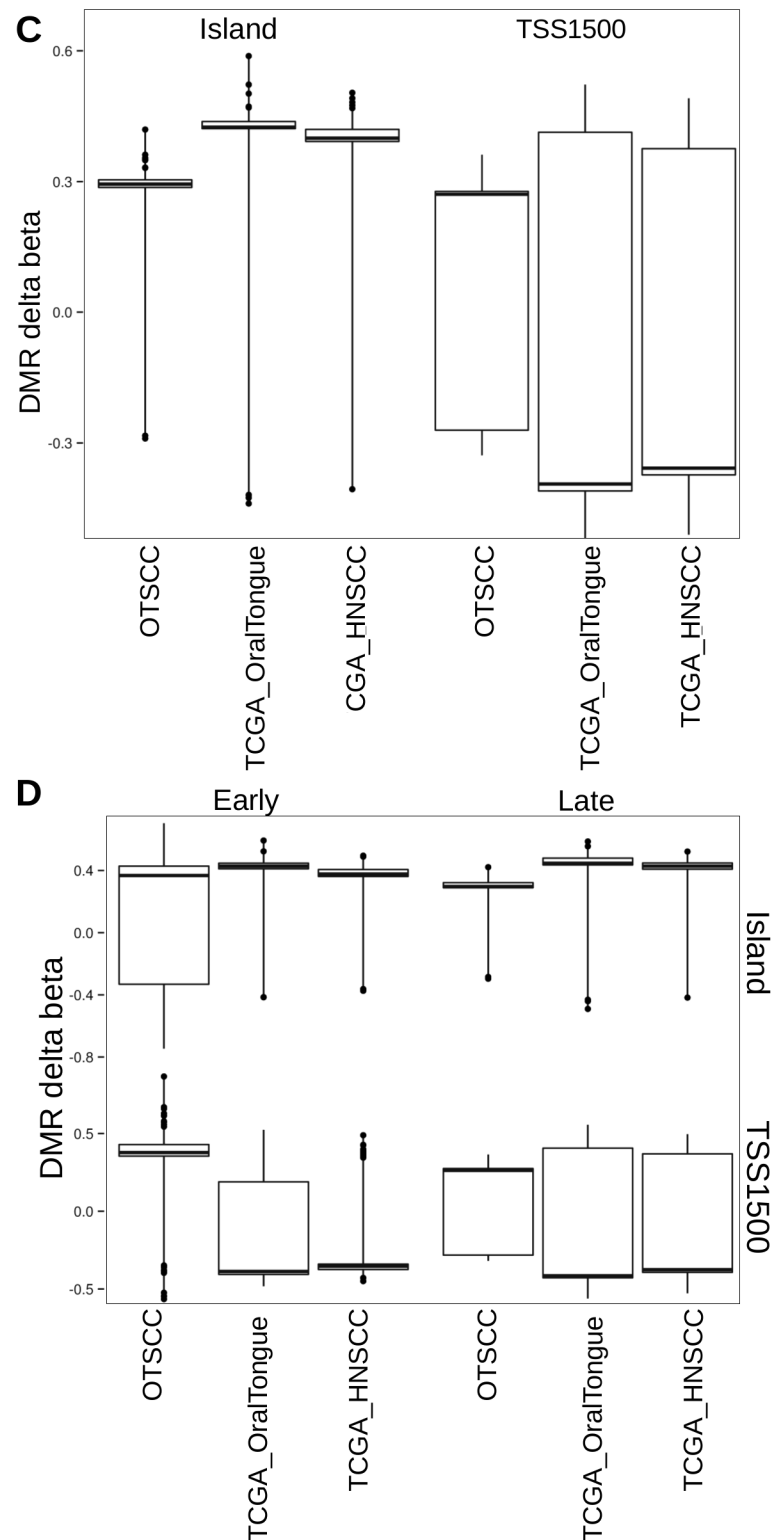 C
Island
TSS1500
DMR delta beta
0.6
0.3
0.0
-0.3
OTSCC
TCGA_OralTongue
CGA_HNSCC
OTSCC
TCGA_OralTongue
TCGA_HNSCC
D
Early
Late
DMR delta beta
0.4
0.0
-0.4
-0.8
Island
0.5
0.0
-0.5
TSS1500
OTSCC
TCGA_OralTongue
TCGA_HNSCC
OTSCC
TCGA_OralTongue
TCGA_HNSCC